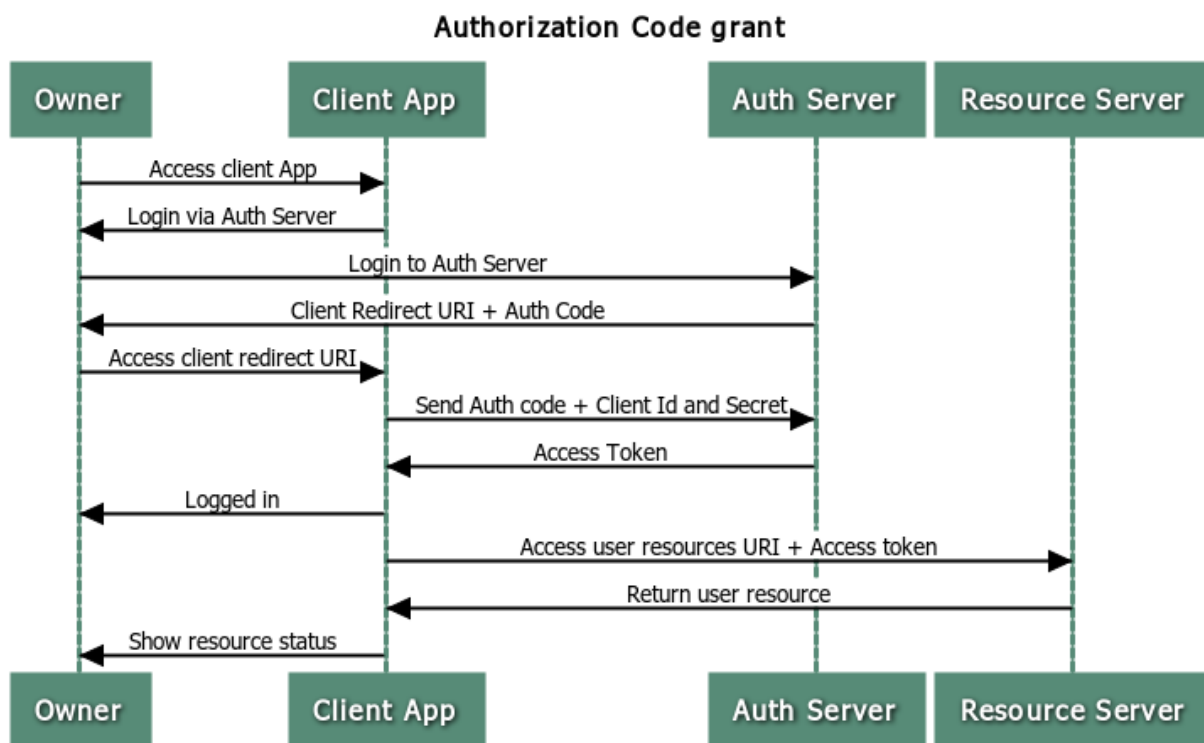 Authorization Code grant
Owner Client App Auth Server Resource Server
Access client App
Login via Auth Server
Login to Auth Server
Client Redirect URI + Auth Code
Access client redirect URI
Send Auth code + Client Id and Secret
Access Token
Logged in
Access user resources URI + Access token
Return user resource
Show resource status
Owner Client App Auth Server Resource Server